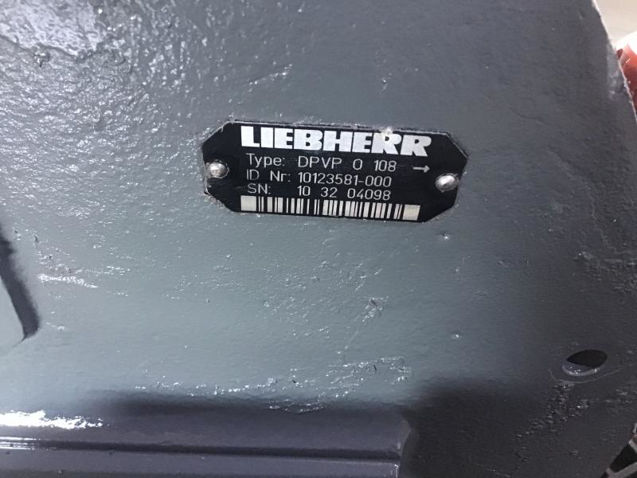 LIEBHERR
Type: DPVP O 108 →
ID Nr: 10123581-000
SN: 10 32 04098